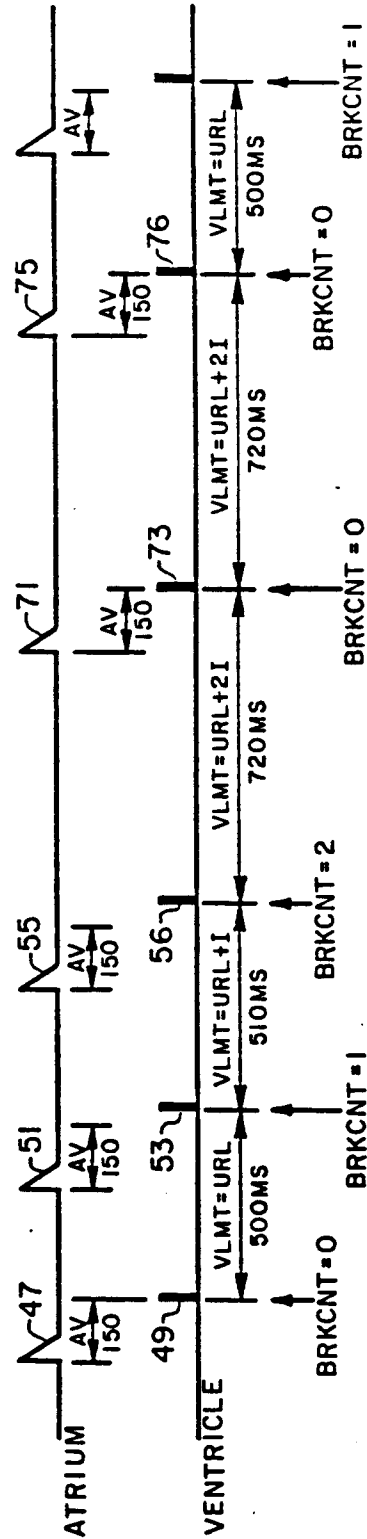 ATRIUM
47
AV
150
51
AV
150
55
AV
150
71
AV
150
75
AV
150
AV
VENTRICLE
49
53
56
73
76
VLMT=URL
500MS
VLMT=URL+I
510MS
VLMT=URL+2I
720MS
VLMT=URL+2I
720MS
VLMT=URL
500MS
BRKCNT=0
BRKCNT=1
BRKCNT=2
BRKCNT=0
BRKCNT=0
BRKCNT=1